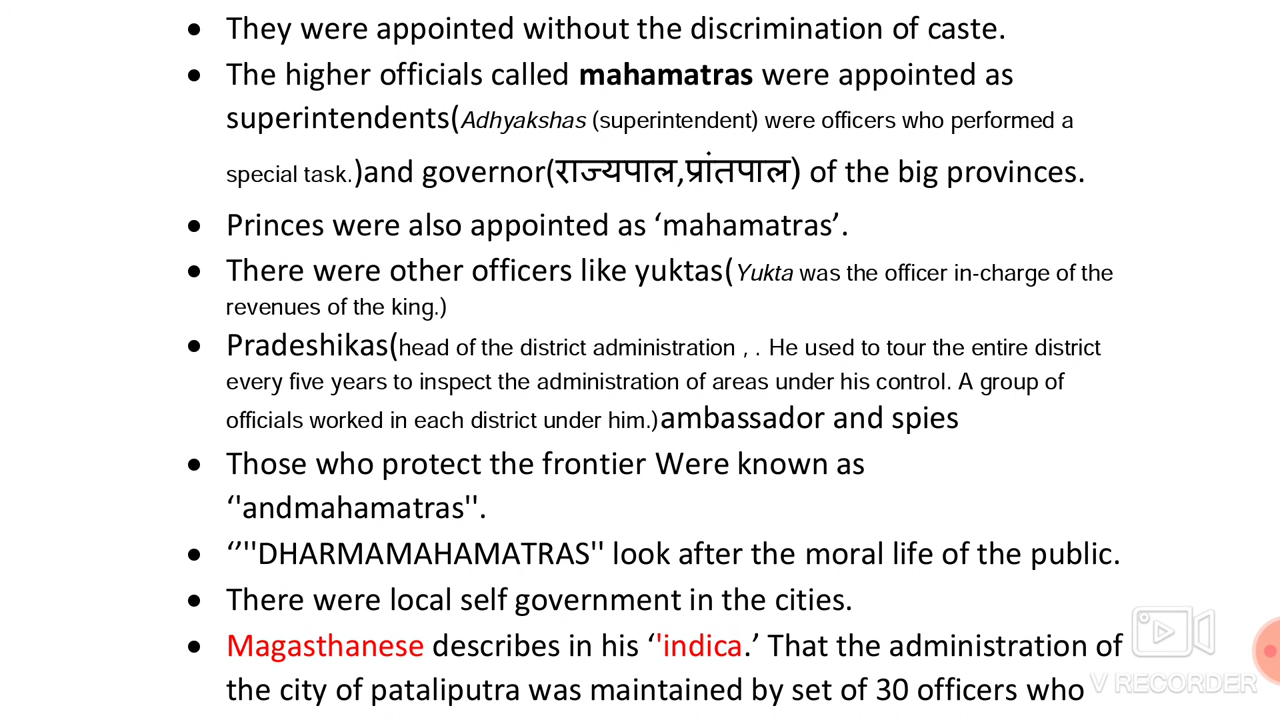 • They were appointed without the discrimination of caste.
• The higher officials called mahamatras were appointed as
superintendents(Adhyakshas (superintendent) were officers who performed a
special task.)and governor(राज्यपाल,प्रांतपाल) of the big provinces.
• Princes were also appointed as ‘mahamatras’.
• There were other officers like yuktas(Yukta was the officer in-charge of the
revenues of the king.)
• Pradeshikas(head of the district administration , . He used to tour the entire district
every five years to inspect the administration of areas under his control. A group of
officials worked in each district under him.)ambassador and spies
• Those who protect the frontier Were known as
‘'andmahamatras''.
• ‘’''DHARMAMAHAMATRAS'' look after the moral life of the public.
• There were local self government in the cities.
• Magasthanese describes in his ‘'indica.’ That the administration of
the city of pataliputra was maintained by set of 30 officers who
V RECORDER